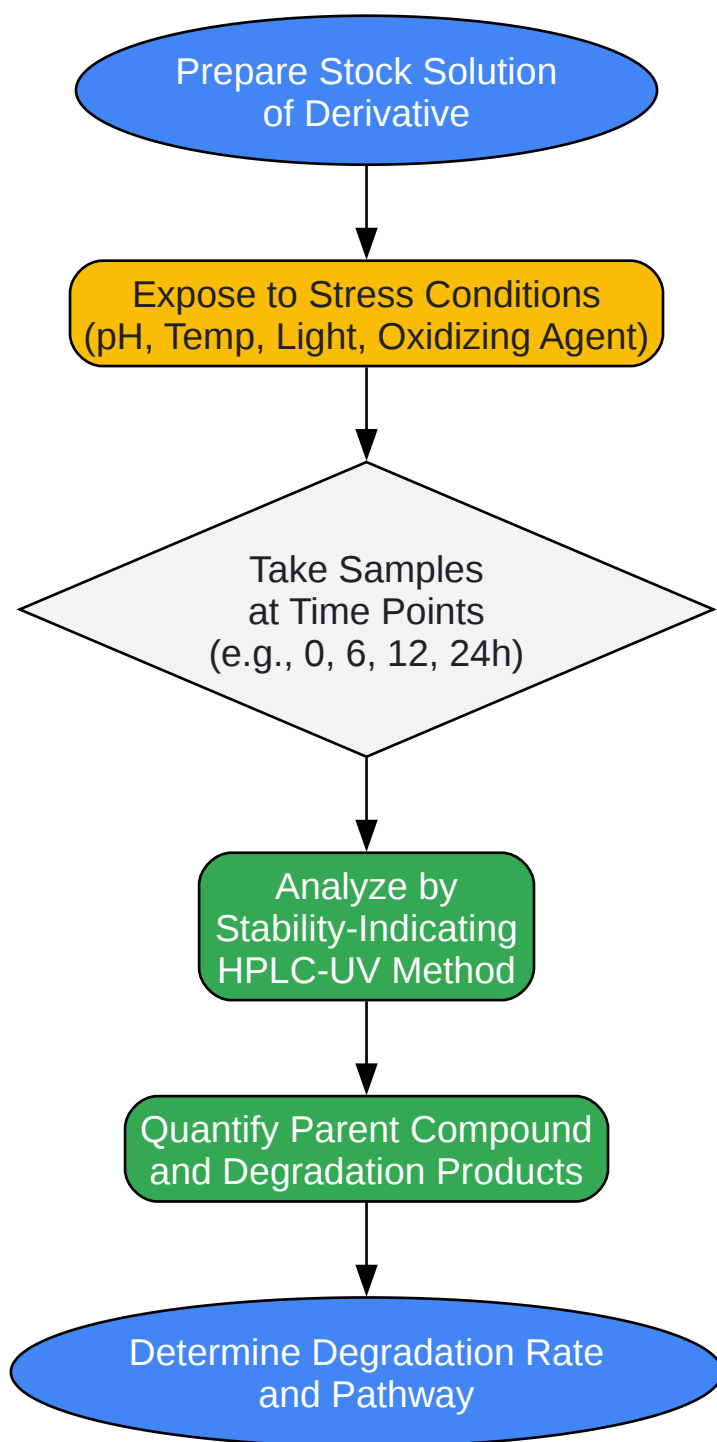 Prepare Stock Solution
of Derivative
Expose to Stress Conditions
(pH, Temp, Light, Oxidizing Agent)
Take Samples
at Time Points
(e.g., 0, 6, 12, 24h)
Analyze by
Stability-Indicating
HPLC-UV Method
Quantify Parent Compound
and Degradation Products
Determine Degradation Rate
and Pathway